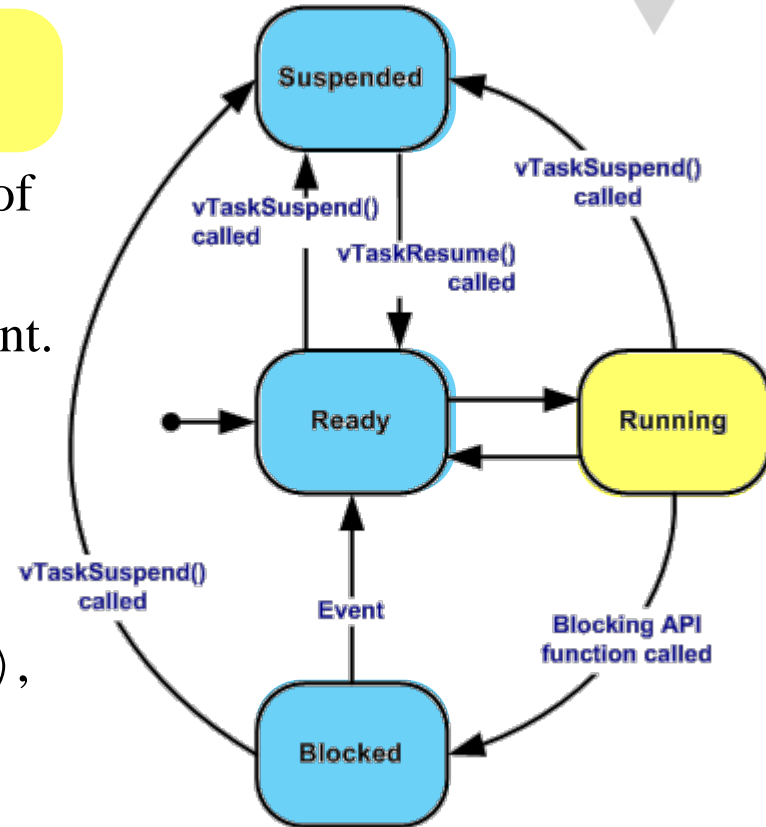 Suspended
of
vTaskSuspend()
called
vTaskSuspend()
called
vTaskResume()
called
nt.
Ready
Running
vTaskSuspend()
called
Event
Blocking API
function called
),
Blocked